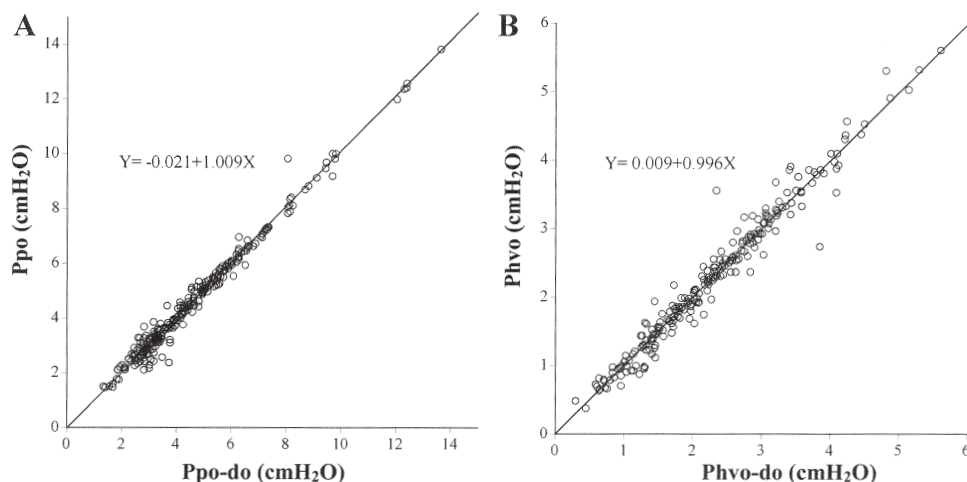 A
14
12
10
8
6
4
2
0
Ppo (cmH₂O)
Y= -0.021+1.009X
0 2 4 6 8 10 12 14
Ppo-do (cmH₂O)
B
6
5
4
3
2
1
0
Phvo (cmH₂O)
Y= 0.009+0.996X
0 1 2 3 4 5 6
Phvo-do (cmH₂O)